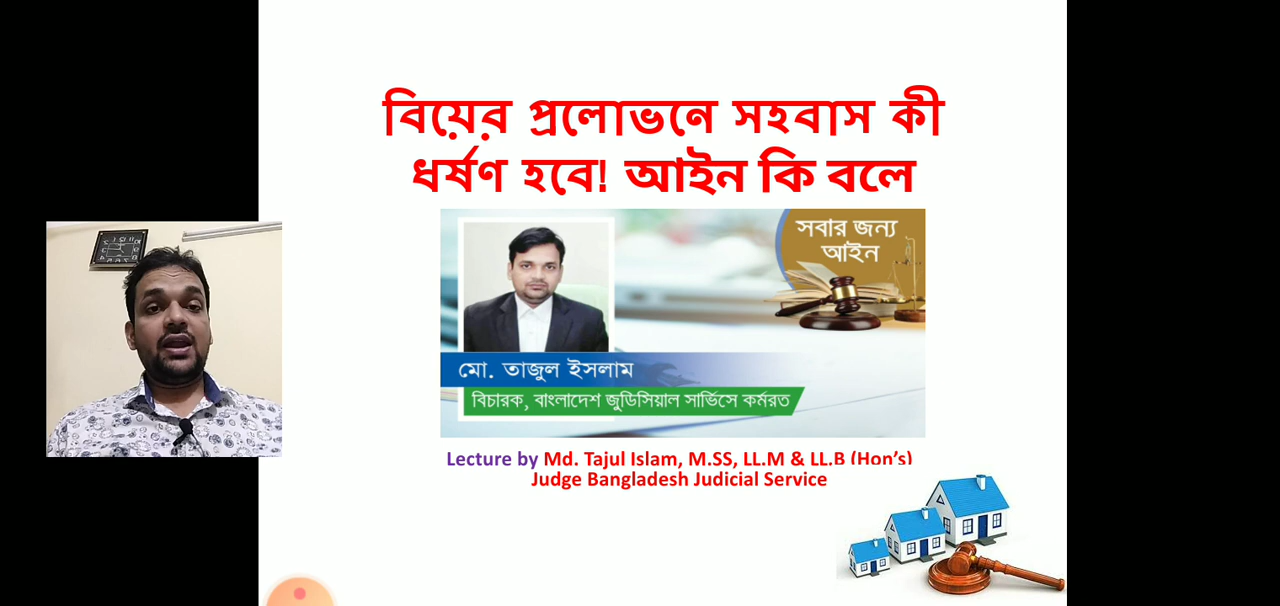 বিয়ের প্রলোভনে সহবাস কী
ধর্ষণ হবে! আইন কি বলে
সবার জন্য
আইন
মো. তাজুল ইসলাম
বিচারক, বাংলাদেশ জুডিসিয়াল সার্ভিসে কর্মরত
Lecture by Md. Tajul Islam, M.SS, LL.M & LL.B (Hon's)
Judge Bangladesh Judicial Service